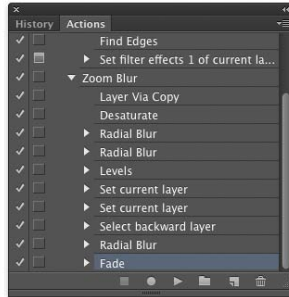 History Actions
Find Edges
Set filter effects 1 of current la...
Zoom Blur
Layer Via Copy
Desaturate
Radial Blur
Radial Blur
Levels
Set current layer
Set current layer
Select backward layer
Radial Blur
Fade